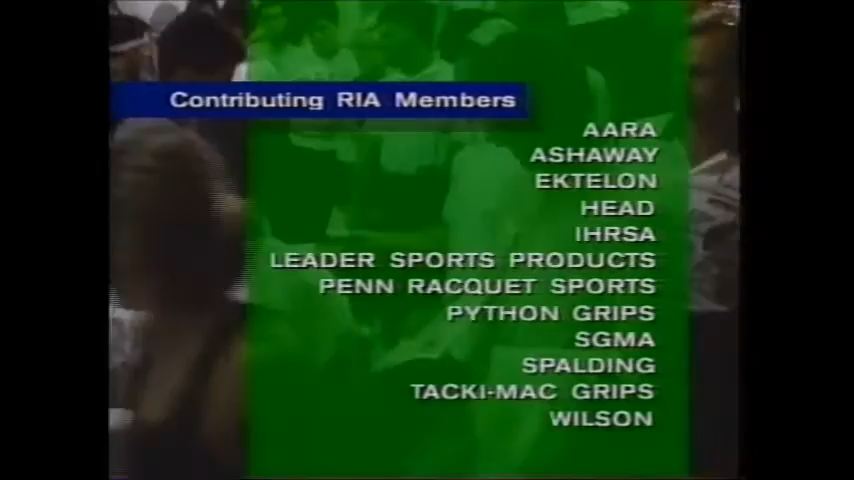 Contributing RIA Members
AARA
ASHAWAY
EKTELON
HEAD
IHRSA
LEADER SPORTS PRODUCTS
PENN RACQUET SPORTS
PYTHON GRIPS
SGMA
SPALDING
TACKI-MAC GRIPS
WILSON